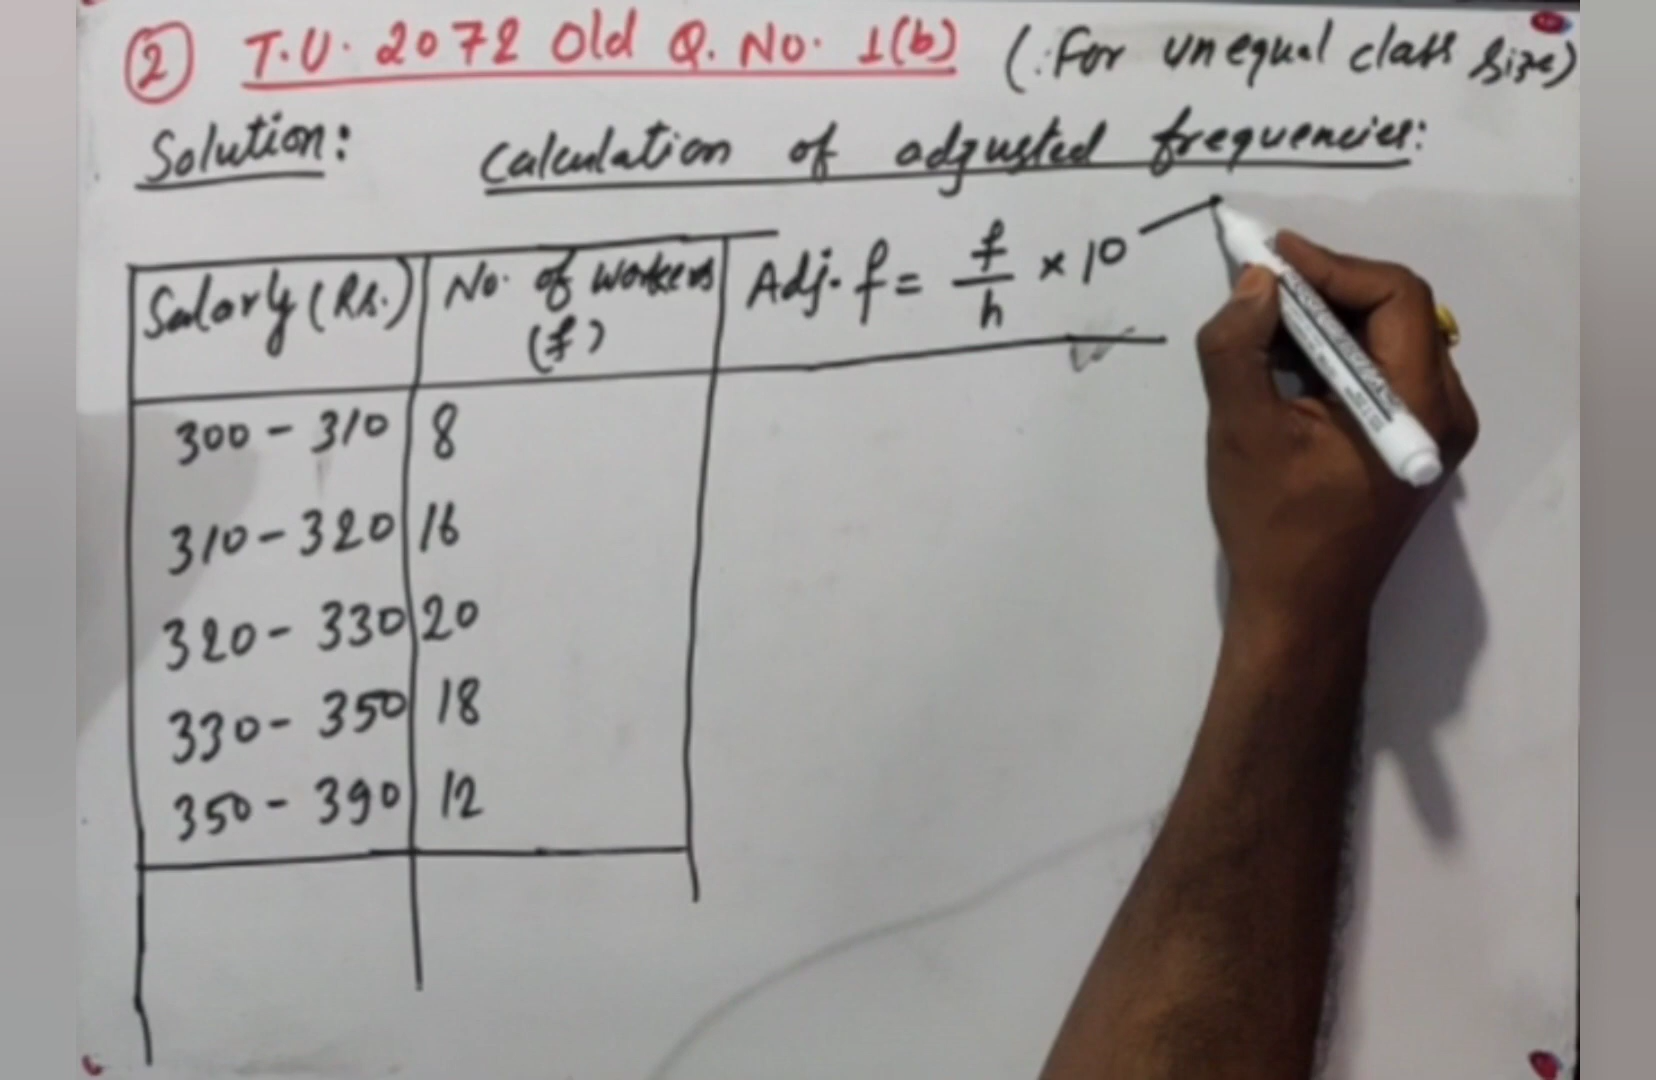 ② T.U. 2072 Old Q. No. 1(b) (:For unequal class size)
Solution: Calculation of adjusted frequencies:
Salary (Rs.) No. of workers (f) Adj. f = f/h × 10
300 - 310 8
310 - 320 16
320 - 330 20
330 - 350 18
350 - 390 12